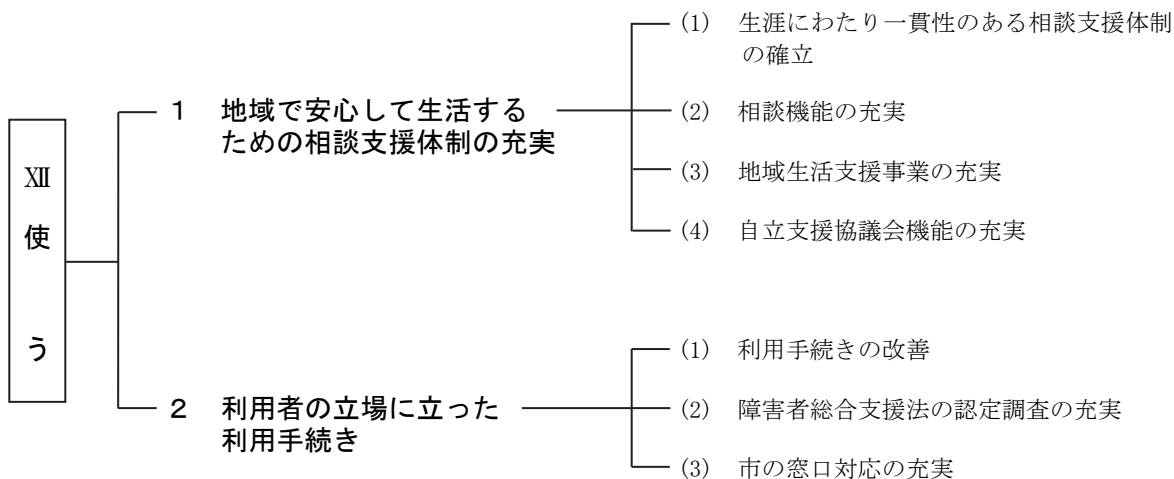 Ⅻ
使
う
1 地域で安心して生活する
ための相談支援体制の充実
(1) 生涯にわたり一貫性のある相談支援体制
の確立
(2) 相談機能の充実
(3) 地域生活支援事業の充実
(4) 自立支援協議会機能の充実
2 利用者の立場に立った
利用手続き
(1) 利用手続きの改善
(2) 障害者総合支援法の認定調査の充実
(3) 市の窓口対応の充実